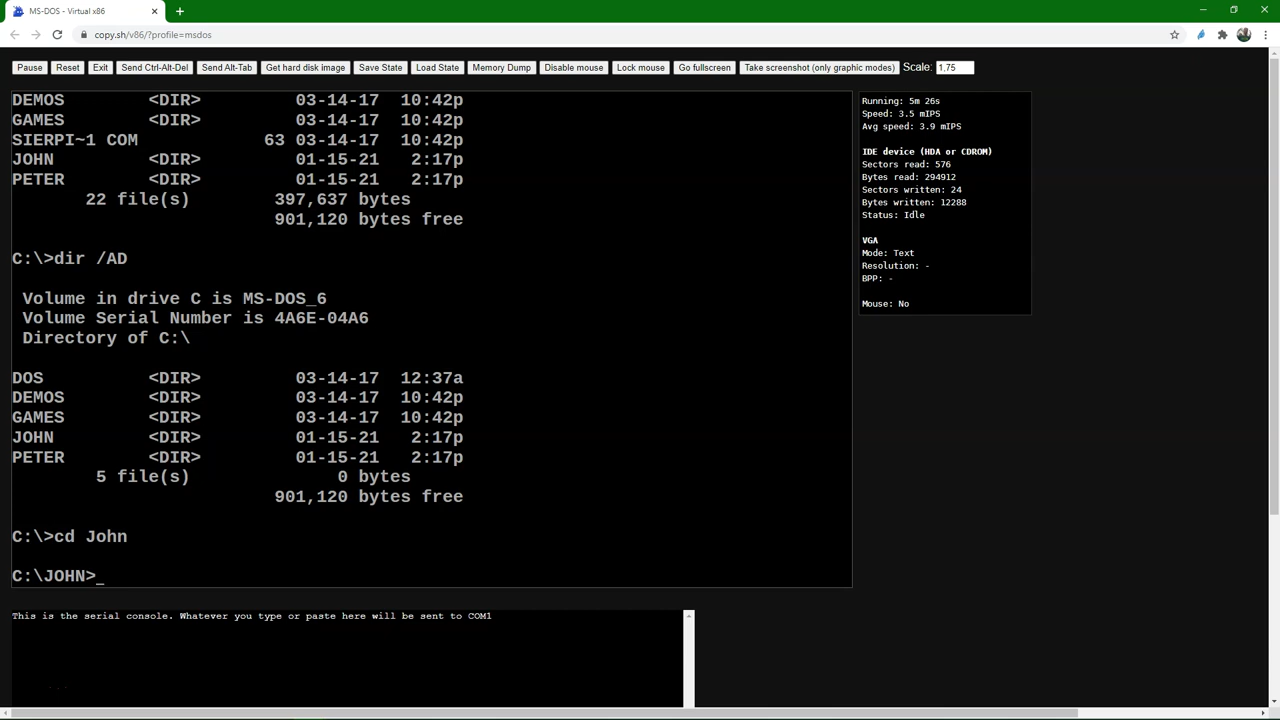 MS-DOS - Virtual x86
copy.sh/v86/?profile=msdos
Pause Reset Exit Send Ctrl-Alt-Del Send Alt-Tab Get hard disk image Save State Load State Memory Dump Disable mouse Lock mouse Go fullscreen Take screenshot (only graphic modes) Scale: 1,75
DEMOS <DIR> 03-14-17 10:42p
GAMES <DIR> 03-14-17 10:42p
SIERPI~1 COM 63 03-14-17 10:42p
JOHN <DIR> 01-15-21 2:17p
PETER <DIR> 01-15-21 2:17p
22 file(s) 397,637 bytes
901,120 bytes free
C:\>dir /AD
Volume in drive C is MS-DOS_6
Volume Serial Number is 4A6E-04A6
Directory of C:\
DOS <DIR> 03-14-17 12:37a
DEMOS <DIR> 03-14-17 10:42p
GAMES <DIR> 03-14-17 10:42p
JOHN <DIR> 01-15-21 2:17p
PETER <DIR> 01-15-21 2:17p
5 file(s) 0 bytes
901,120 bytes free
C:\>cd John
C:\JOHN>_
Running: 5m 26s
Speed: 3.5 mIPS
Avg speed: 3.9 mIPS
IDE device (HDA or CDROM)
Sectors read: 576
Bytes read: 294912
Sectors written: 24
Bytes written: 12288
Status: Idle
VGA
Mode: Text
Resolution: -
BPP: -
Mouse: No
This is the serial console. Whatever you type or paste here will be sent to COM1